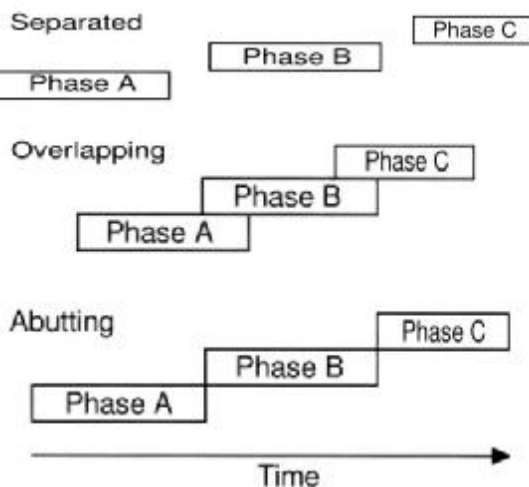 Separated
Phase C
Phase B
Phase A
Overlapping
Phase C
Phase B
Phase A
Abutting
Phase C
Phase B
Phase A
Time